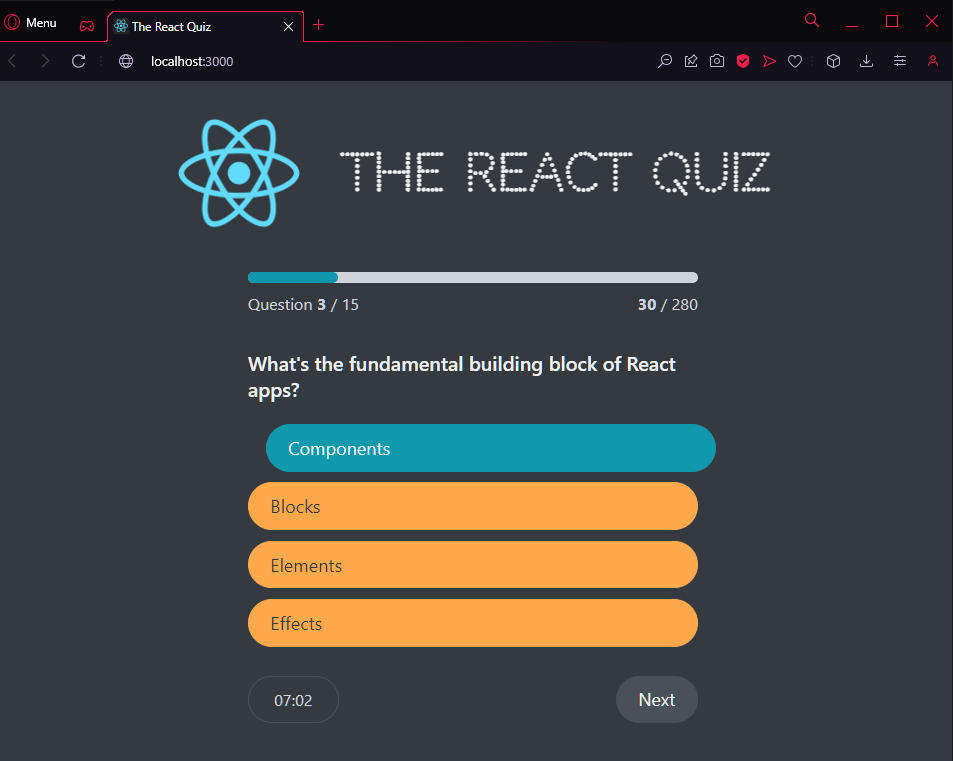 Menu
The React Quiz
localhost:3000
THE REACT QUIZ
Question 3 / 15
30 / 280
What's the fundamental building block of React
apps?
Components
Blocks
Elements
Effects
07:02
Next